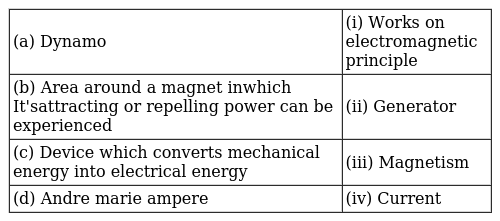 (a) Dynamo
(i) Works on
electromagnetic
principle
(b) Area around a magnet inwhich
It'sattracting or repelling power can be
experienced
(ii) Generator
(c) Device which converts mechanical
energy into electrical energy
(iii) Magnetism
(d) Andre marie ampere
(iv) Current